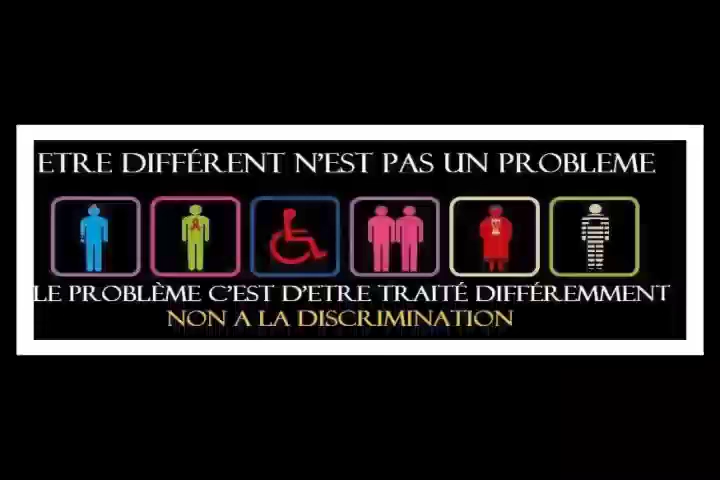 ETRE DIFFÉRENT N'EST PAS UN PROBLEME
LE PROBLÈME C'EST D'ETRE TRAITÉ DIFFÉREMMENT
NON A LA DISCRIMINATION